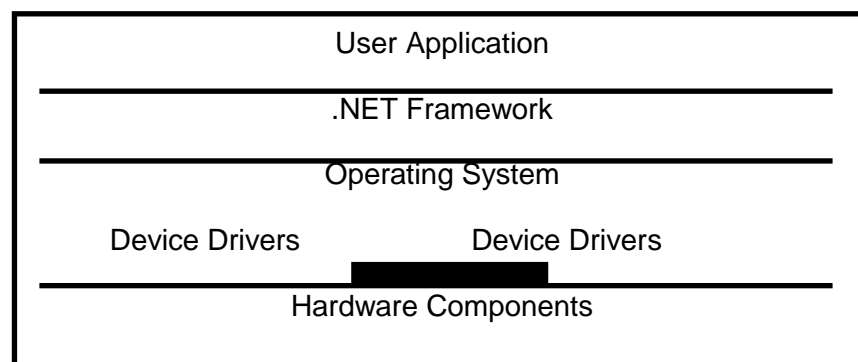 User Application
.NET Framework
Operating System
Device Drivers Device Drivers
Hardware Components